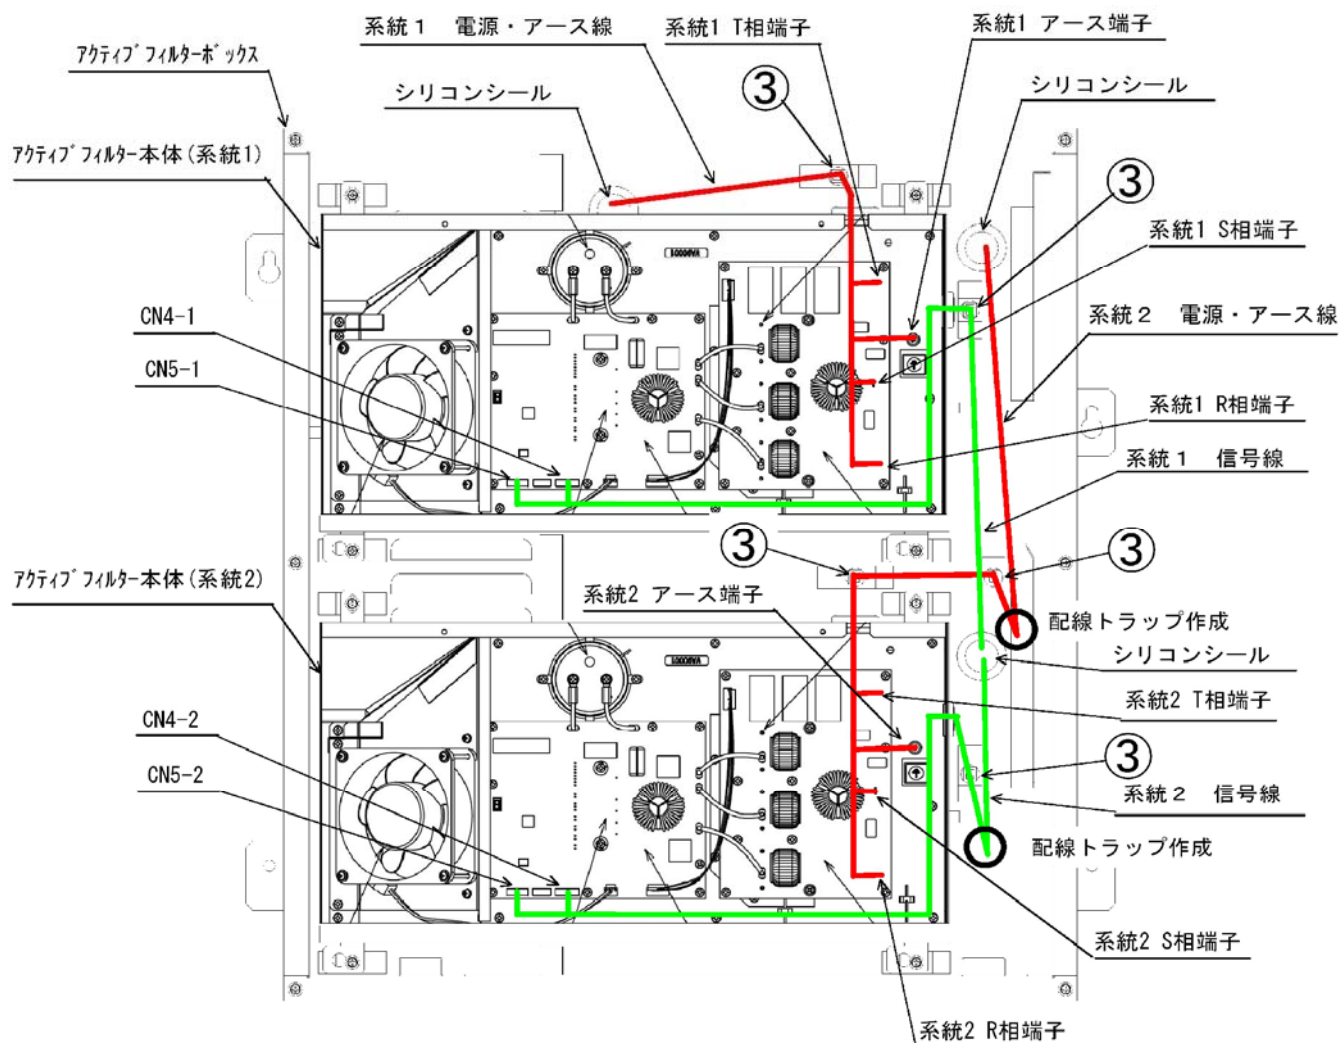 系統１　電源・アース線
系統1 T相端子
系統1 アース端子
アクティブフィルターボックス
シリコンシール
③
シリコンシール
アクティブフィルター本体(系統1)
③
系統1 S相端子
VA90001
CN4-1
系統２　電源・アース線
CN5-1
系統1 R相端子
系統１　信号線
③
③
アクティブフィルター本体(系統2)
系統2 アース端子
配線トラップ作成
シリコンシール
系統2 T相端子
CN4-2
③
CN5-2
系統２　信号線
配線トラップ作成
系統2 S相端子
系統2 R相端子